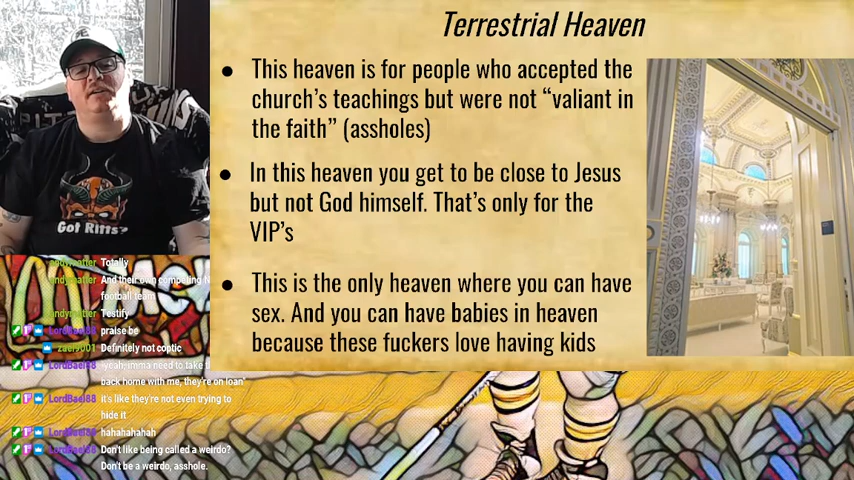 Terrestrial Heaven
This heaven is for people who accepted the
church's teachings but were not “valiant in
the faith” (assholes)
In this heaven you get to be close to Jesus
but not God himself. That's only for the
VIP's
This is the only heaven where you can have
sex. And you can have babies in heaven
because these fuckers love having kids
Got Riffs?
Totally
And their own competing
football team
Testify
LordBael88 praise be
Definitely not coptic
LordBael88 yeah, imma need to take
back home with me, they're on loan"
LordBael88 it's like they're not even trying to
hide it
LordBael88 hahahahahah
LordBael88 Don't like being called a weirdo?
Don't be a weirdo, asshole.